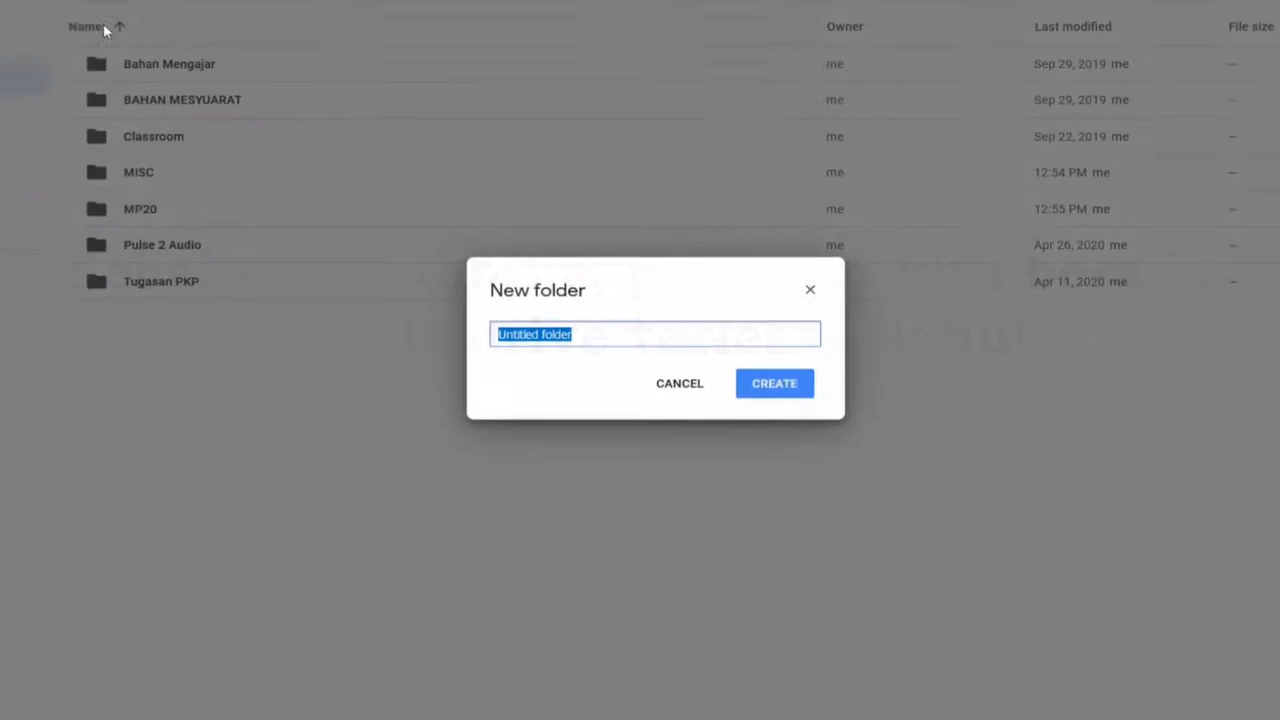 Name Owner Last modified File size
Bahan Mengajar me Sep 29, 2019 me –
BAHAN MESYUARAT me Sep 29, 2019 me –
Classroom me Sep 22, 2019 me –
MISC me 12:54 PM me –
MP20 me 12:55 PM me –
Pulse 2 Audio me Apr 26, 2020 me –
Tugasan PKP Apr 11, 2020 me –
New folder
Untitled folder
CANCEL CREATE